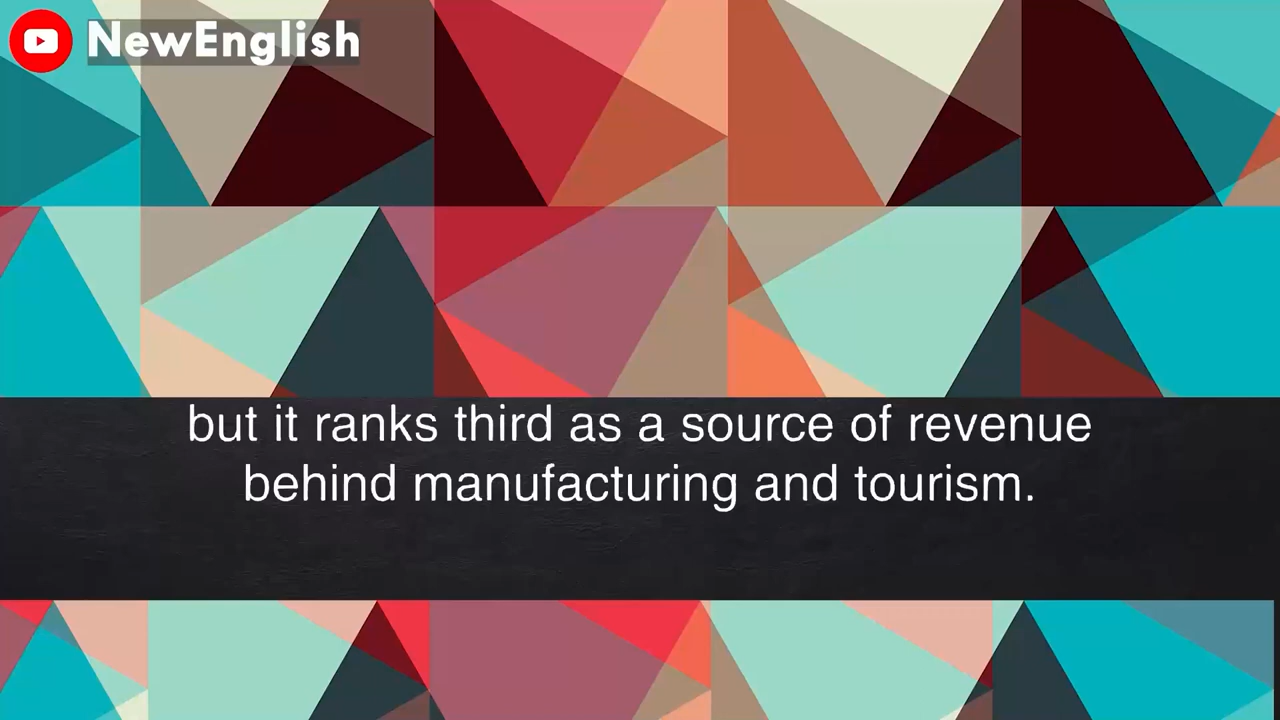 NewEnglish
but it ranks third as a source of revenue
behind manufacturing and tourism.